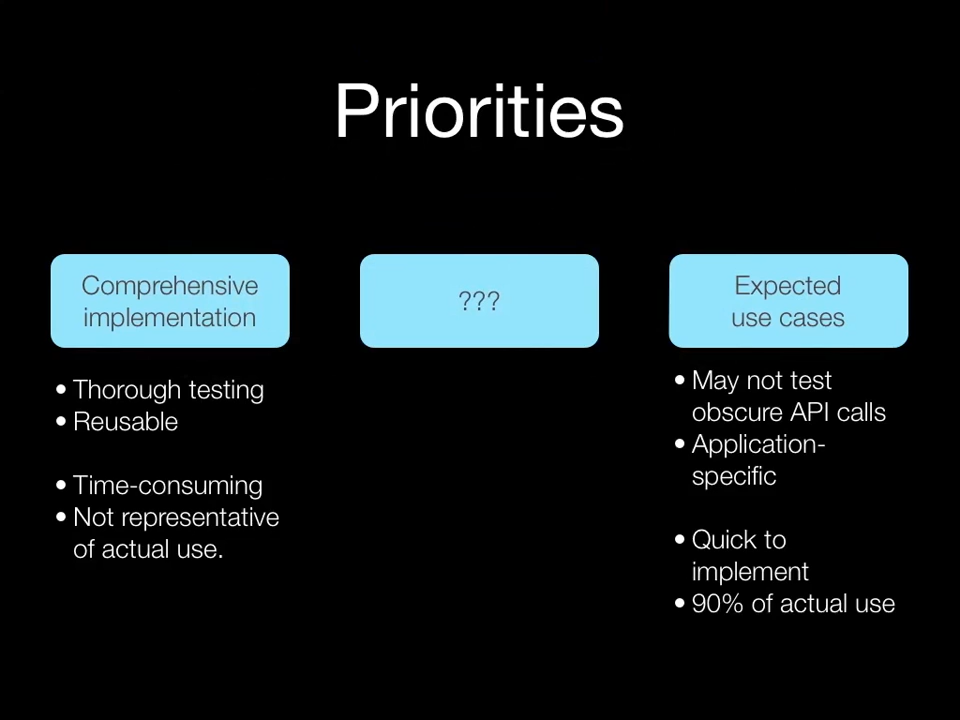 Priorities
Comprehensive
implementation
• Thorough testing
• Reusable
• Time-consuming
• Not representative
of actual use.
???
Expected
use cases
• May not test
obscure API calls
• Application-
specific
• Quick to
implement
• 90% of actual use